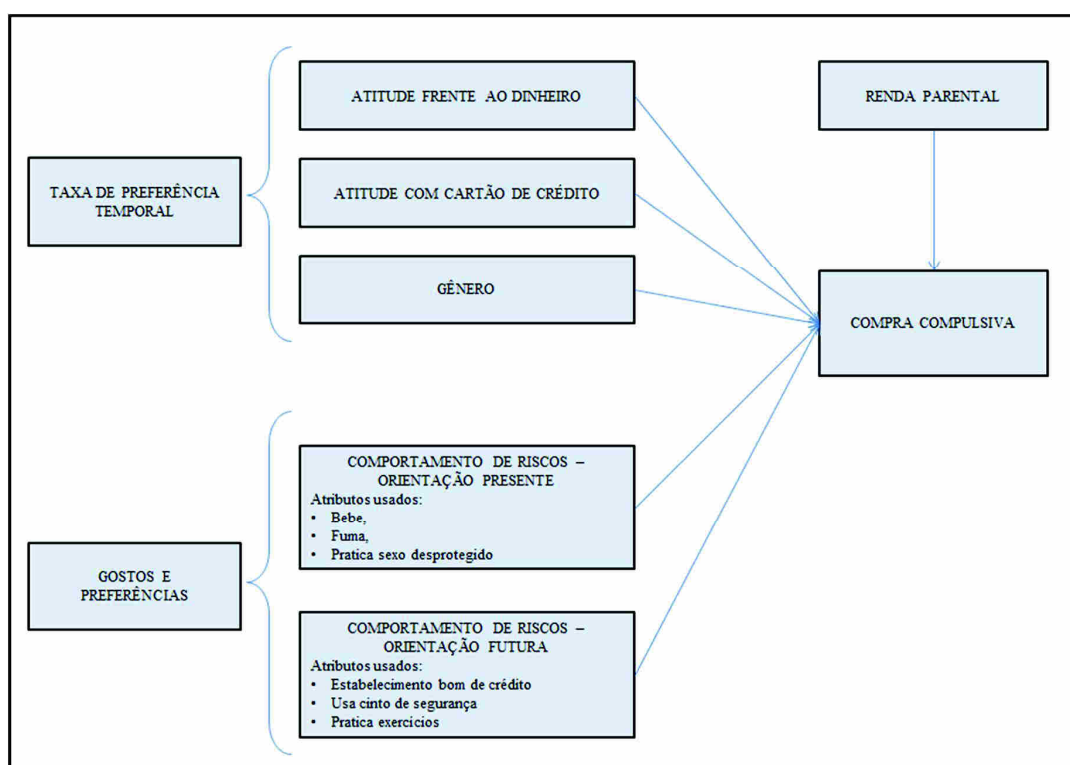 TAXA DE PREFERÊNCIA
TEMPORAL
ATITUDE FRENTE AO DINHEIRO
ATITUDE COM CARTÃO DE CRÉDITO
GÊNERO
RENDA PARENTAL
COMPRA COMPULSIVA
GOSTOS E
PREFERÊNCIAS
COMPORTAMENTO DE RISCOS –
ORIENTAÇÃO PRESENTE
Atributos usados:
• Bebe,
• Fuma,
• Pratica sexo desprotegido
COMPORTAMENTO DE RISCOS –
ORIENTAÇÃO FUTURA
Atributos usados:
• Estabelecimento bom de crédito
• Usa cinto de segurança
• Pratica exercícios